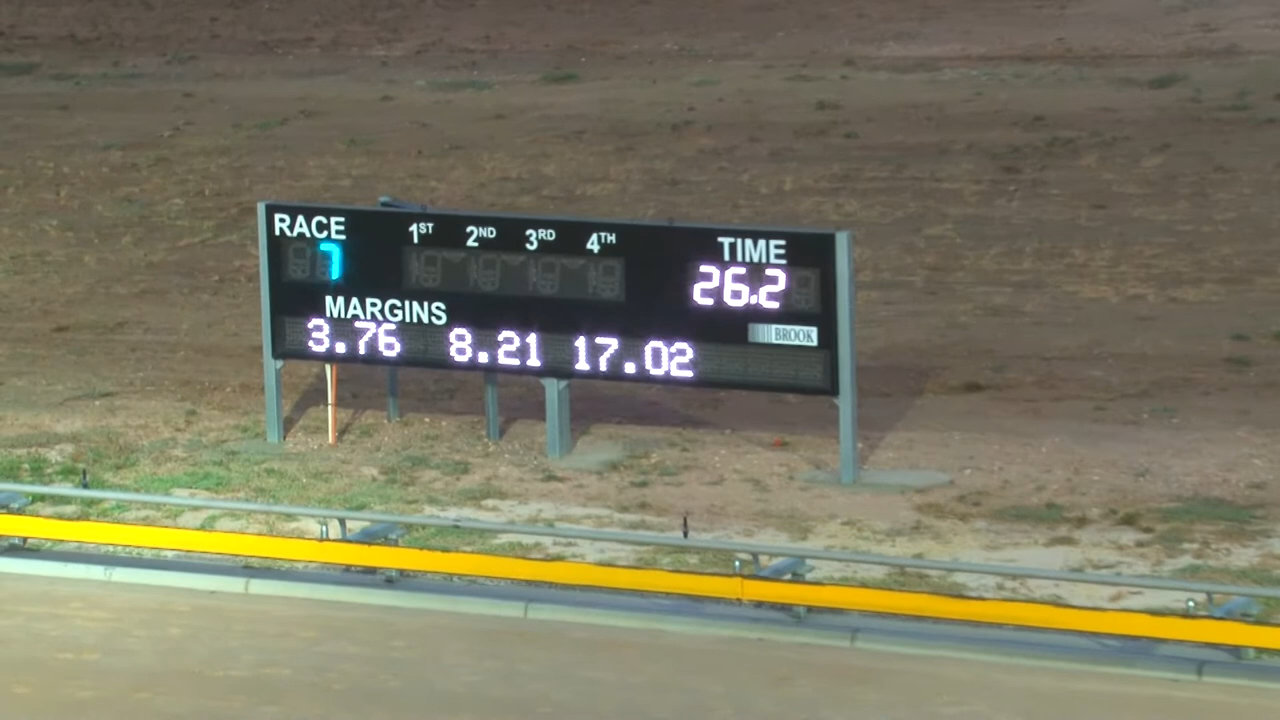 RACE 1ST 2ND 3RD 4TH TIME
7 26.2
MARGINS
BROOK
3.76 8.21 17.02